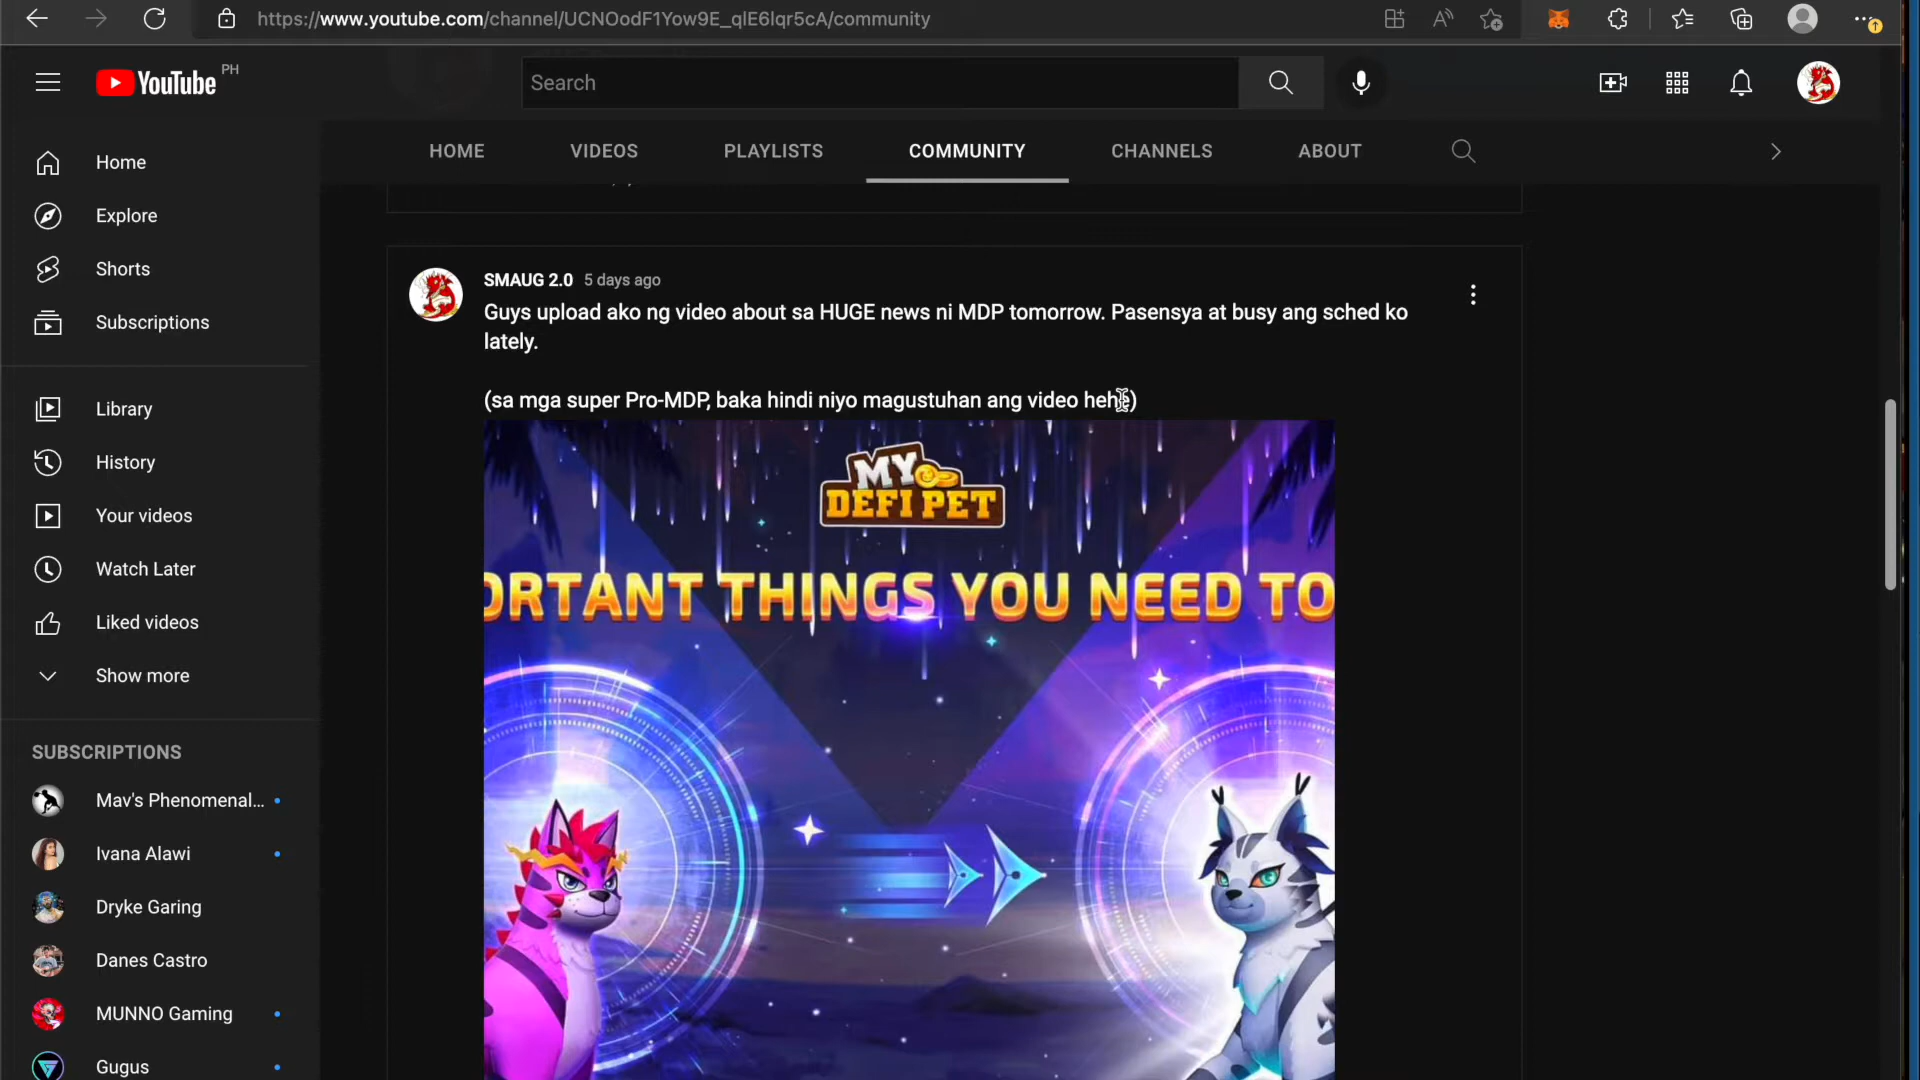 https://www.youtube.com/channel/UCNOodF1Yow9E_qlE6lqr5cA/community
YouTube PH
Search
HOME VIDEOS PLAYLISTS COMMUNITY CHANNELS ABOUT
Home
Explore
Shorts
Subscriptions
Library
History
Your videos
Watch Later
Liked videos
Show more
SUBSCRIPTIONS
Mav's Phenomenal...
Ivana Alawi
Dryke Garing
Danes Castro
MUNNO Gaming
Gugus
SMAUG 2.0 5 days ago
Guys upload ako ng video about sa HUGE news ni MDP tomorrow. Pasensya at busy ang sched ko
lately.
(sa mga super Pro-MDP, baka hindi niyo magustuhan ang video hehe)
MY
DEFI PET
ORTANT THINGS YOU NEED TO